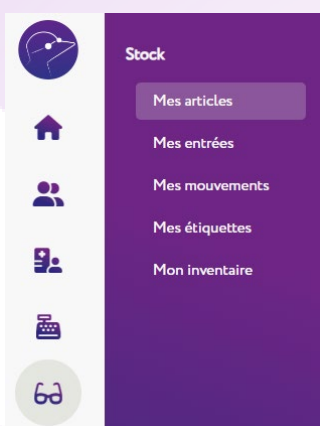 Stock
Mes articles
Mes entrées
Mes mouvements
Mes étiquettes
Mon inventaire